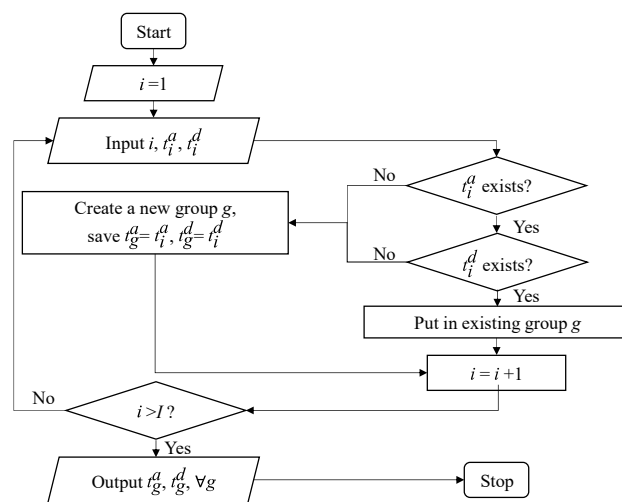 Start
i =1
Input i, t_i^a, t_i^d
No
t_i^a exists?
Create a new group g,
save t_g^a= t_i^a, t_g^d= t_i^d
Yes
No
t_i^d exists?
Yes
Put in existing group g
i = i +1
No
i >I ?
Yes
Output t_g^a, t_g^d, ∀g
Stop